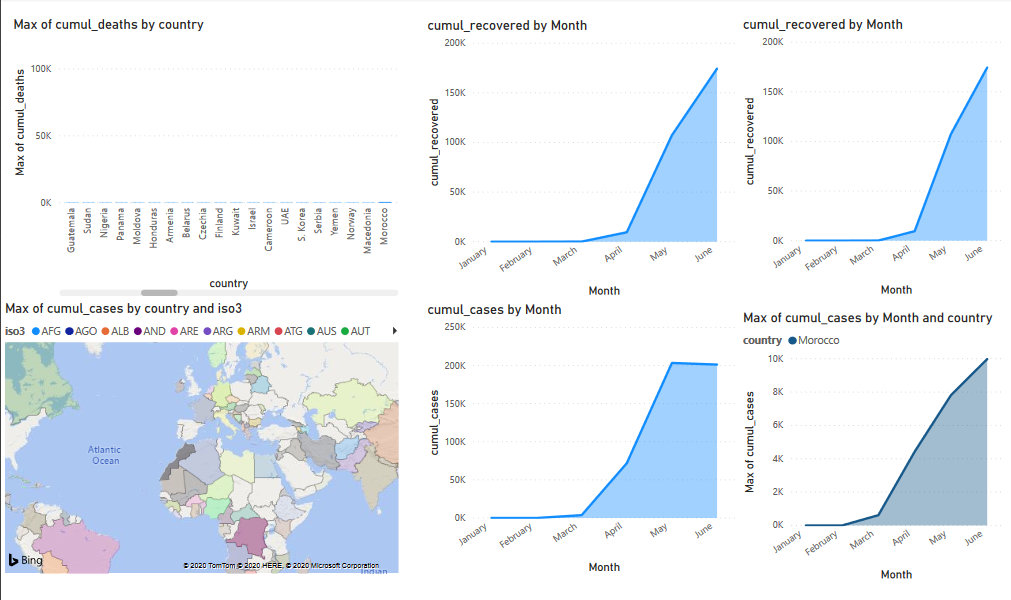 Max of cumul_deaths by country
Max of cumul_deaths
100K
50K
0K
Guatemala
Sudan
Nigeria
Panama
Moldova
Honduras
Armenia
Belarus
Czechia
Finland
Kuwait
Israel
Cameroon
UAE
S. Korea
Serbia
Yemen
Norway
Macedonia
Morocco
country
cumul_recovered by Month
cumul_recovered
200K
150K
100K
50K
0K
January
February
March
April
May
June
Month
cumul_recovered by Month
cumul_recovered
200K
150K
100K
50K
0K
January
February
March
April
May
June
Month
Max of cumul_cases by country and iso3
iso3 AFG AGO ALB AND ARE ARG ARM ATG AUS AUT
Atlantic
Ocean
Bing
© 2020 TomTom © 2020 HERE, © 2020 Microsoft Corporation
Indian
cumul_cases by Month
cumul_cases
250K
200K
150K
100K
50K
0K
January
February
March
April
May
June
Month
Max of cumul_cases by Month and country
country Morocco
Max of cumul_cases
10K
8K
6K
4K
2K
0K
January
February
March
April
May
June
Month